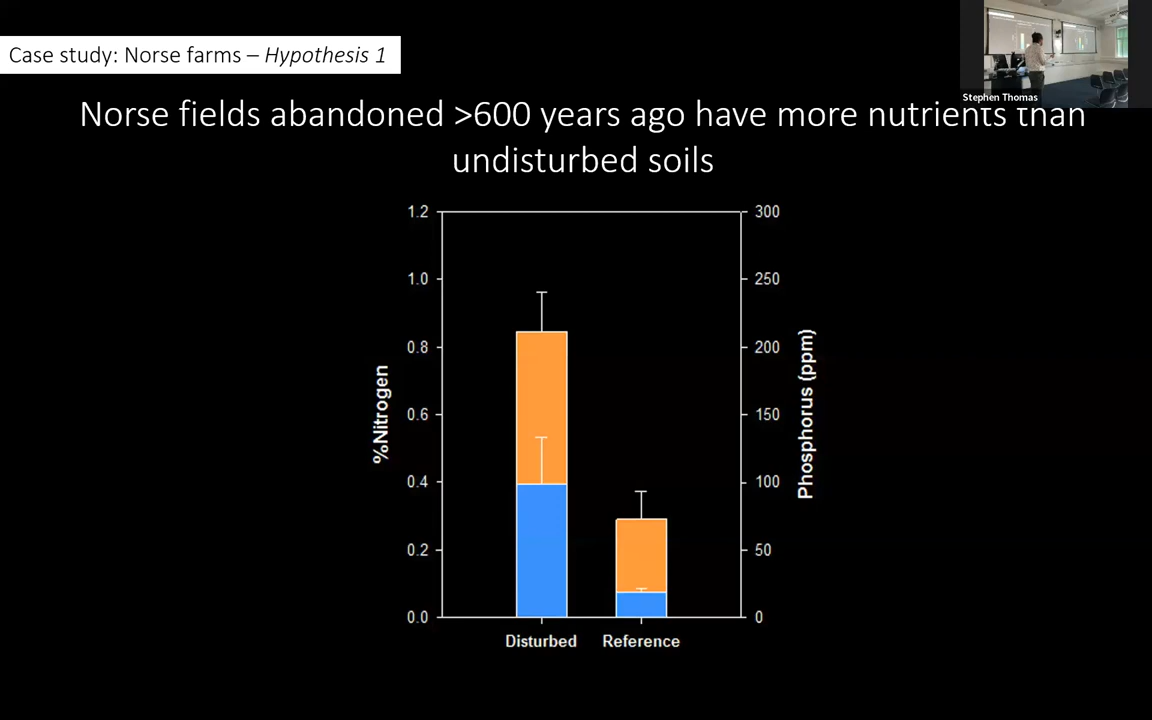 Case study: Norse farms – Hypothesis 1
Stephen Thomas
Norse fields abandoned >600 years ago have more nutrients than
undisturbed soils
1.2
1.0
0.8
0.6
0.4
0.2
0.0
%Nitrogen
300
250
200
150
100
50
0
Phosphorus (ppm)
Disturbed
Reference